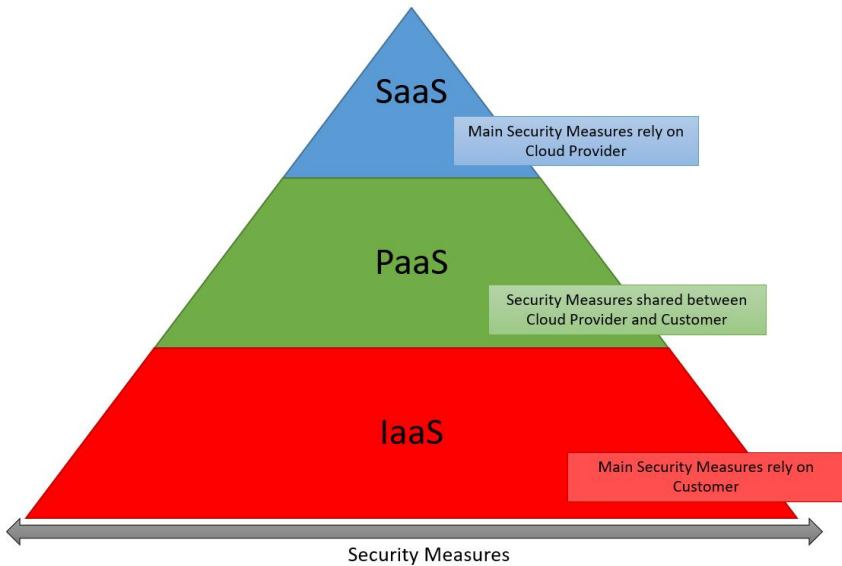 SaaS
Main Security Measures rely on
Cloud Provider
PaaS
Security Measures shared between
Cloud Provider and Customer
IaaS
Main Security Measures rely on
Customer
Security Measures